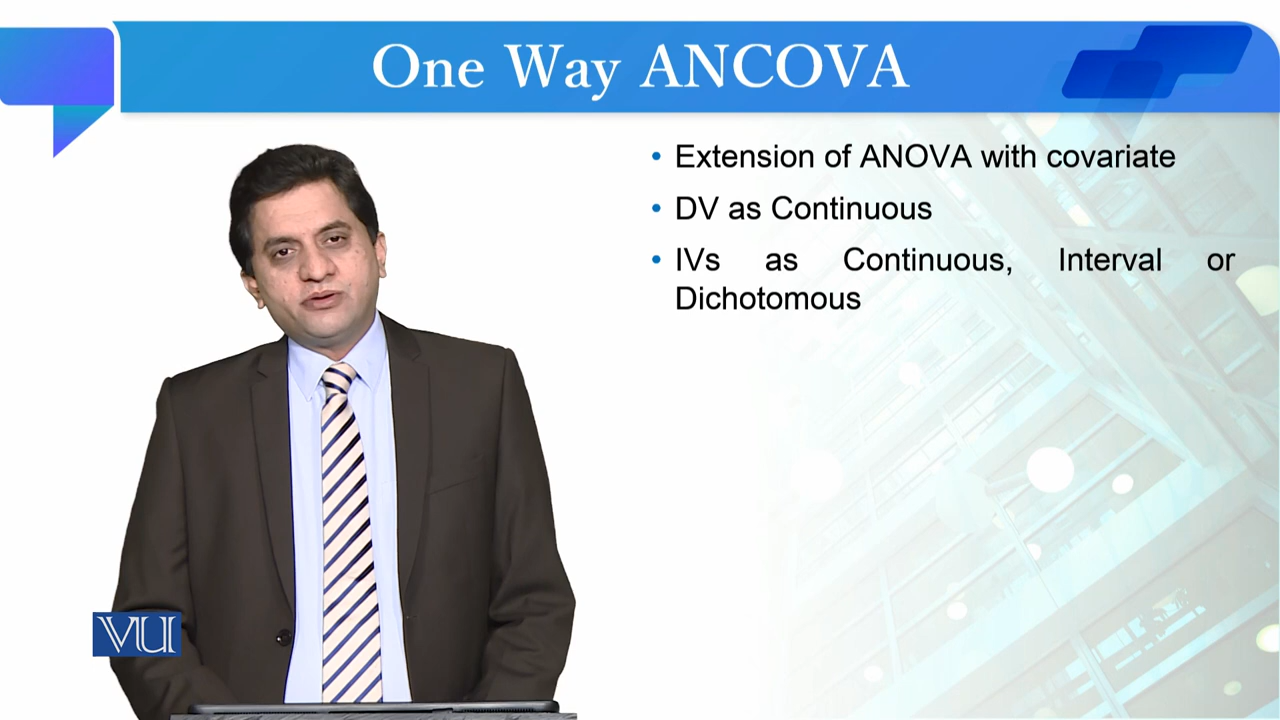 One Way ANCOVA
• Extension of ANOVA with covariate
• DV as Continuous
• IVs as Continuous, Interval or
Dichotomous
VU